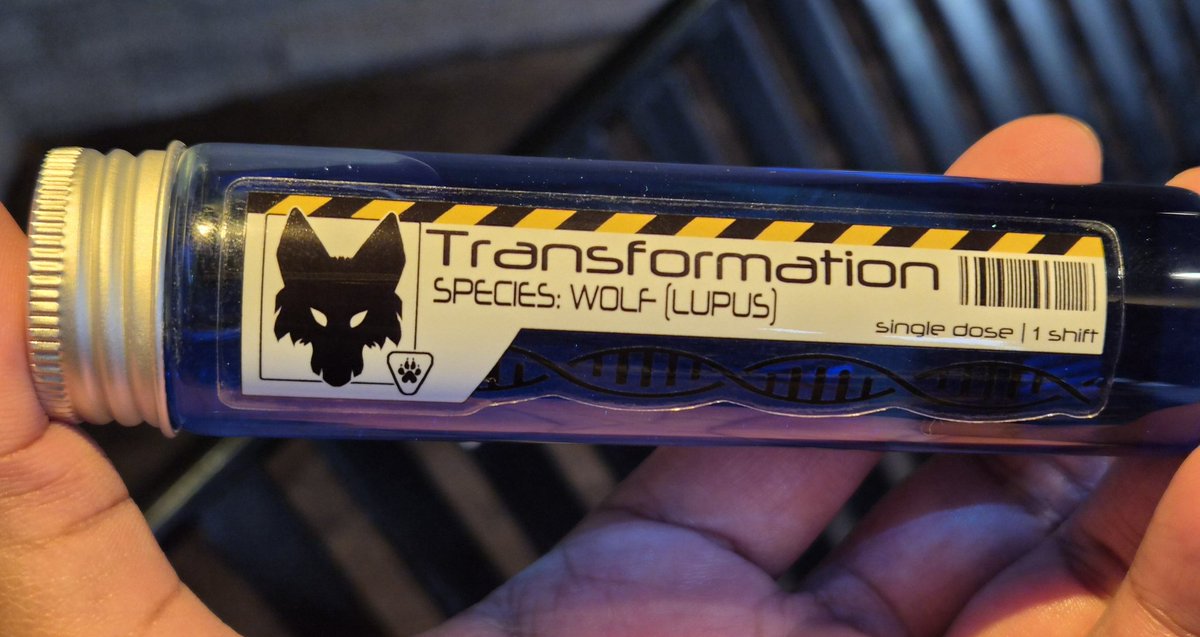 Transformation
SPECIES: WOLF (LUPUS)
single dose | 1 shift